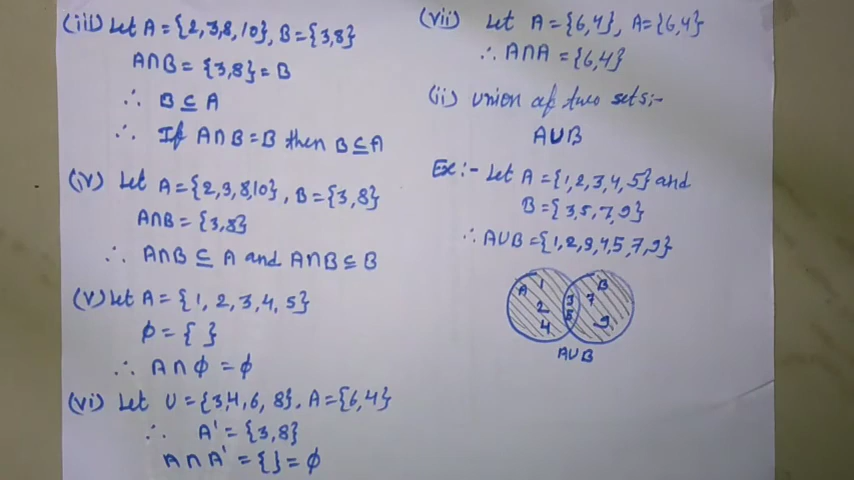 (iii) Let A = {2,3,8,10}, B = {3,8}
A∩B = {3,8} = B
∴ B ⊆ A
∴ If A∩B = B then B ⊆ A
(iv) Let A = {2,3,8,10}, B = {3,8}
A∩B = {3,8}
∴ A∩B ⊆ A and A∩B ⊆ B
(v) Let A = {1, 2, 3, 4, 5}
ϕ = { }
∴ A ∩ ϕ = ϕ
(vi) Let U = {3,4,6, 8}, A = {6,4}
∴ A' = {3,8}
A ∩ A' = { } = ϕ
(vii) Let A = {6,4}, A = {6,4}
∴ A∩A = {6,4}
(ii) Union of two sets:-
A∪B
Ex:- Let A = {1,2,3,4,5} and
B = {3,5,7,9}
∴ A∪B = {1,2,3,4,5,7,9}
A 1 B
2 3 7
4 5 9
A∪B